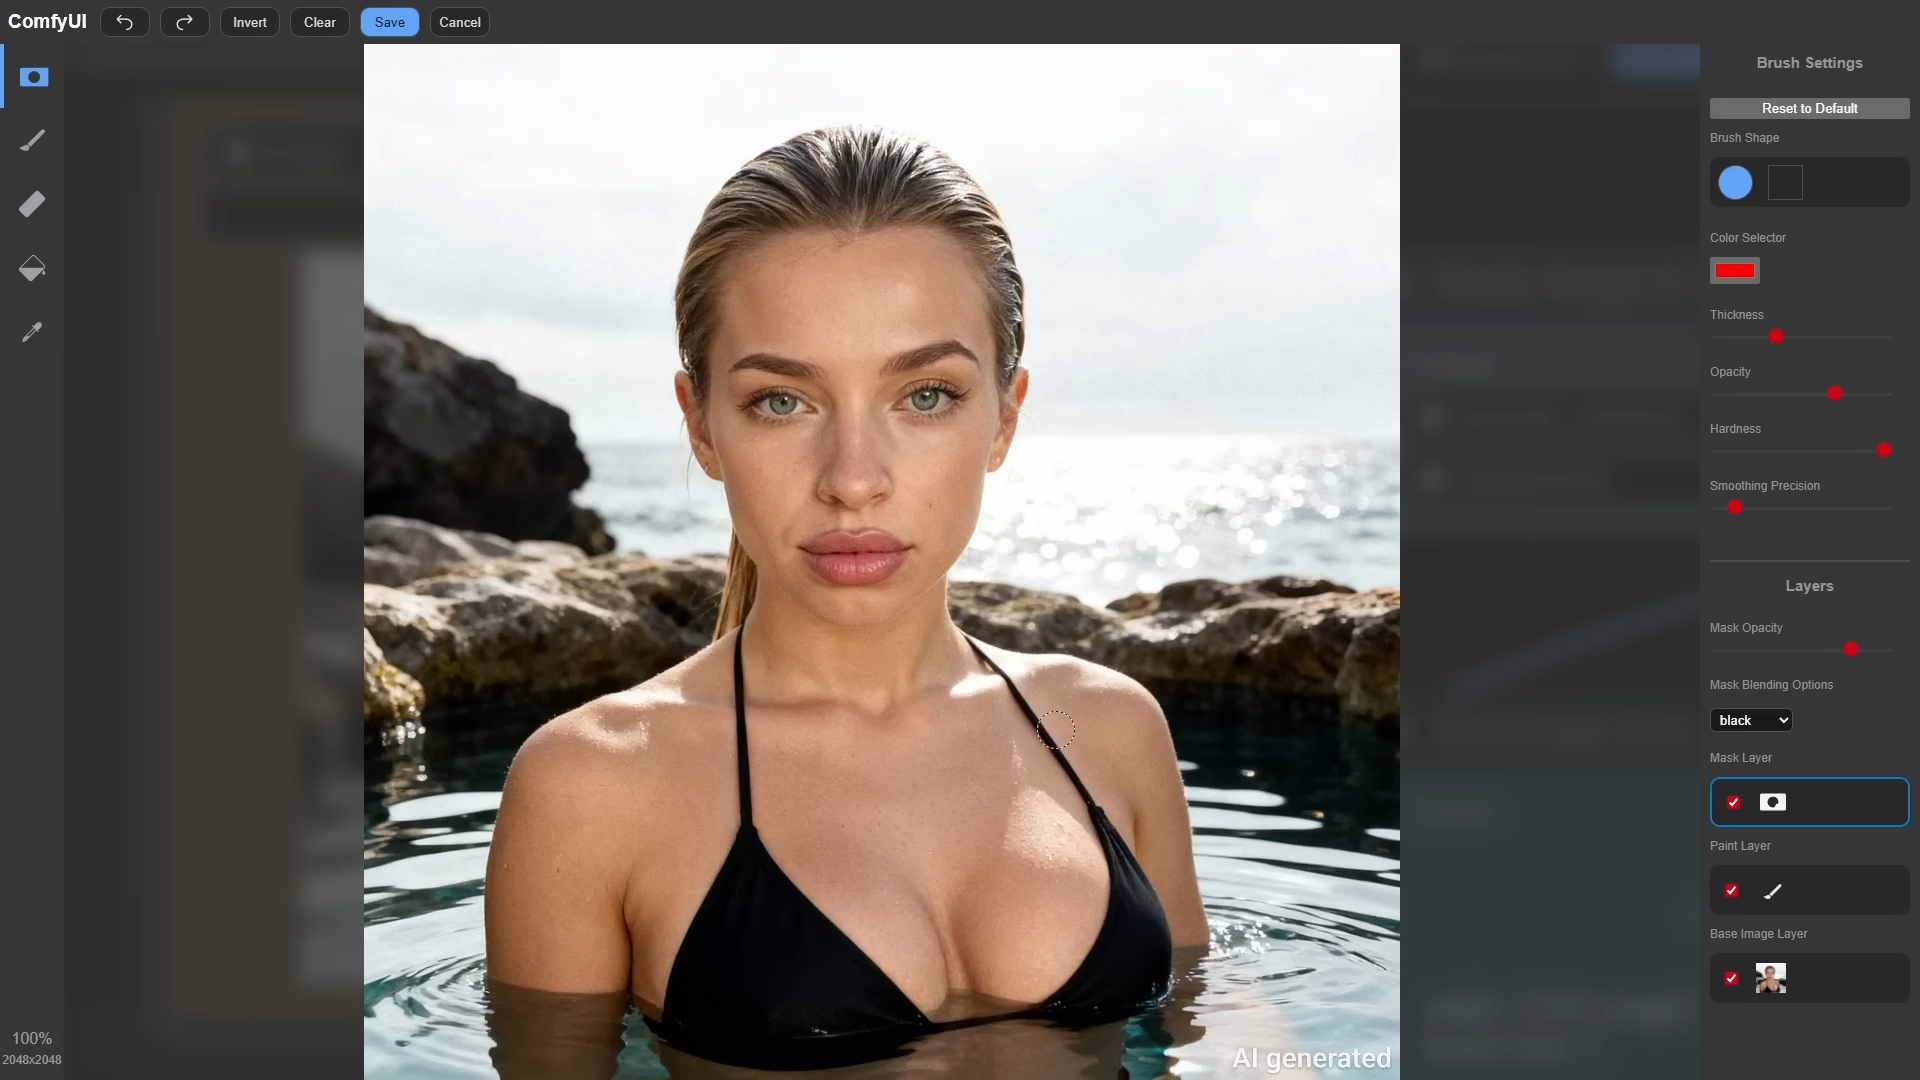 ComfyUI
Invert
Clear
Save
Cancel
Brush Settings
Reset to Default
Brush Shape
Color Selector
Thickness
Opacity
Hardness
Smoothing Precision
Layers
Mask Opacity
Mask Blending Options
black
Mask Layer
Paint Layer
Base Image Layer
100%
2048x2048
AI generated